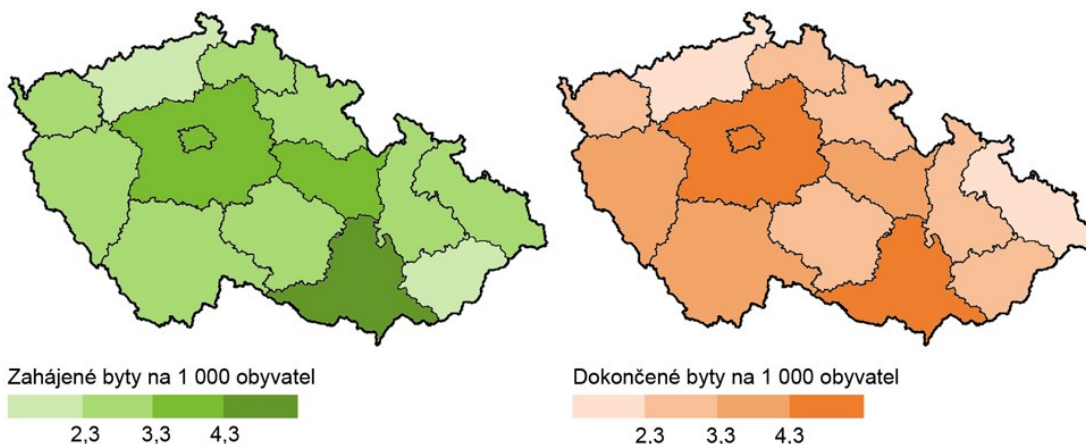 Zahájené byty na 1 000 obyvatel
2,3 3,3 4,3
Dokončené byty na 1 000 obyvatel
2,3 3,3 4,3